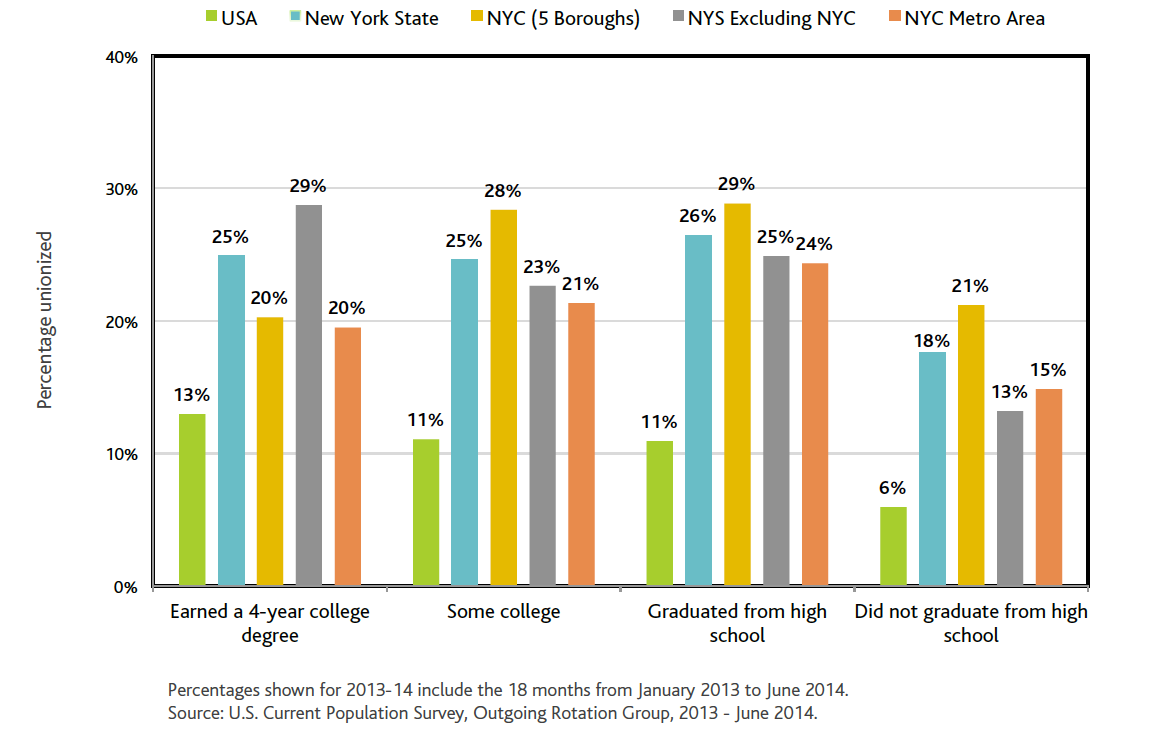 USA New York State NYC (5 Boroughs) NYS Excluding NYC NYC Metro Area
Percentage unionized
40%
30%
20%
10%
0%
13% 25% 20% 29% 20%
11% 25% 28% 23% 21%
11% 26% 29% 25% 24%
6% 18% 21% 13% 15%
Earned a 4-year college
degree
Some college
Graduated from high
school
Did not graduate from high
school
Percentages shown for 2013-14 include the 18 months from January 2013 to June 2014.
Source: U.S. Current Population Survey, Outgoing Rotation Group, 2013 - June 2014.